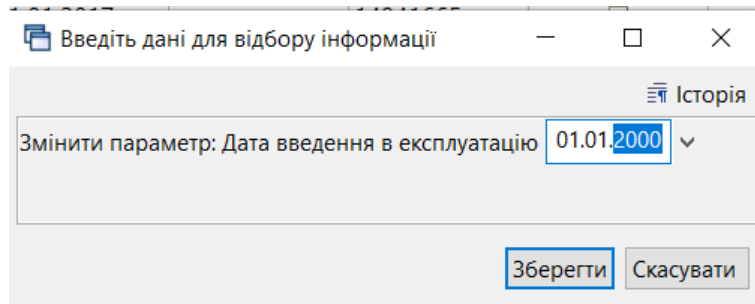 Введіть дані для відбору інформації
Історія
Змінити параметр: Дата введення в експлуатацію 01.01.2000
Зберегти Скасувати